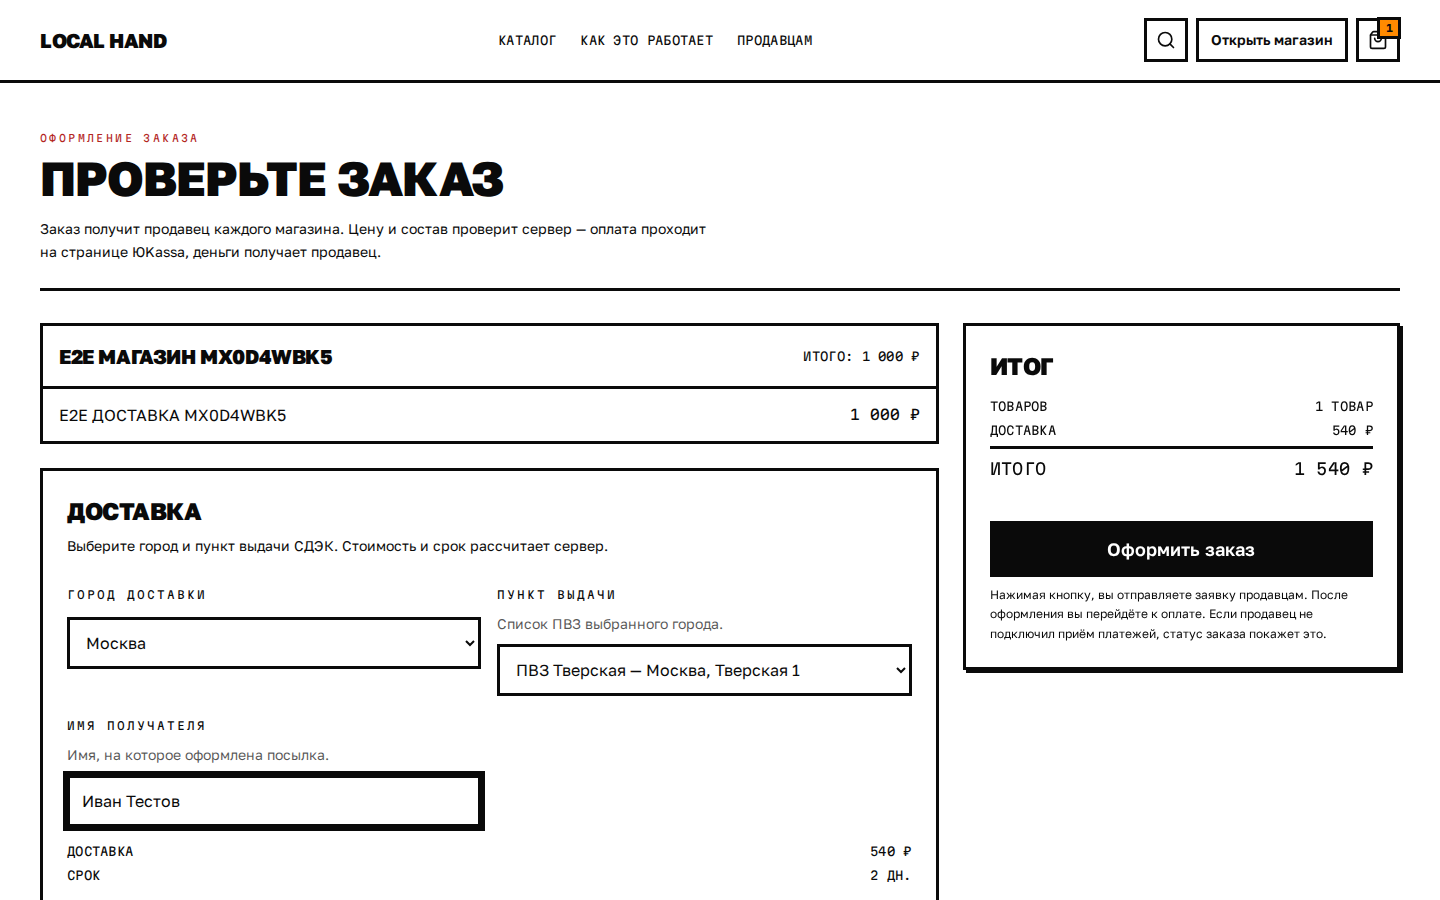 LOCAL HAND
КАТАЛОГ
КАК ЭТО РАБОТАЕТ
ПРОДАВЦАМ
Открыть магазин
1
ОФОРМЛЕНИЕ ЗАКАЗА
ПРОВЕРЬТЕ ЗАКАЗ
Заказ получит продавец каждого магазина. Цену и состав проверит сервер — оплата проходит
на странице ЮKassa, деньги получает продавец.
E2E МАГАЗИН MX0D4WBK5
ИТОГО: 1 000 ₽
E2E ДОСТАВКА MX0D4WBK5
1 000 ₽
ДОСТАВКА
Выберите город и пункт выдачи СДЭК. Стоимость и срок рассчитает сервер.
ГОРОД ДОСТАВКИ
Москва
ПУНКТ ВЫДАЧИ
Список ПВЗ выбранного города.
ПВЗ Тверская — Москва, Тверская 1
ИМЯ ПОЛУЧАТЕЛЯ
Имя, на которое оформлена посылка.
Иван Тестов
ДОСТАВКА
540 ₽
СРОК
2 ДН.
ИТОГ
ТОВАРОВ
1 ТОВАР
ДОСТАВКА
540 ₽
ИТОГО
1 540 ₽
Оформить заказ
Нажимая кнопку, вы отправляете заявку продавцам. После
оформления вы перейдёте к оплате. Если продавец не
подключил приём платежей, статус заказа покажет это.